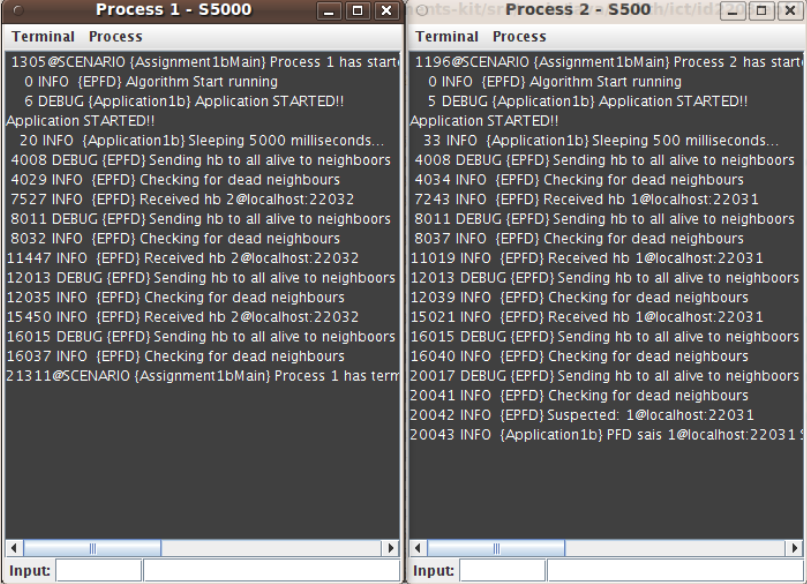 Process 1 - S5000
Terminal Process
1305@SCENARIO {Assignment1bMain} Process 1 has start
0 INFO {EPFD} Algorithm Start running
6 DEBUG {Application1b} Application STARTED!!
Application STARTED!!
20 INFO {Application1b} Sleeping 5000 milliseconds...
4008 DEBUG {EPFD} Sending hb to all alive to neighboors
4029 INFO {EPFD} Checking for dead neighbours
7527 INFO {EPFD} Received hb 2@localhost:22032
8011 DEBUG {EPFD} Sending hb to all alive to neighboors
8032 INFO {EPFD} Checking for dead neighbours
11447 INFO {EPFD} Received hb 2@localhost:22032
12013 DEBUG {EPFD} Sending hb to all alive to neighboors
12035 INFO {EPFD} Checking for dead neighbours
15450 INFO {EPFD} Received hb 2@localhost:22032
16015 DEBUG {EPFD} Sending hb to all alive to neighboors
16037 INFO {EPFD} Checking for dead neighbours
21311@SCENARIO {Assignment1bMain} Process 1 has term
Input:
Process 2 - S500
Terminal Process
1196@SCENARIO {Assignment1bMain} Process 2 has start
0 INFO {EPFD} Algorithm Start running
5 DEBUG {Application1b} Application STARTED!!
Application STARTED!!
33 INFO {Application1b} Sleeping 500 milliseconds...
4008 DEBUG {EPFD} Sending hb to all alive to neighboors
4034 INFO {EPFD} Checking for dead neighbours
7243 INFO {EPFD} Received hb 1@localhost:22031
8011 DEBUG {EPFD} Sending hb to all alive to neighboors
8037 INFO {EPFD} Checking for dead neighbours
11019 INFO {EPFD} Received hb 1@localhost:22031
12013 DEBUG {EPFD} Sending hb to all alive to neighboors
12039 INFO {EPFD} Checking for dead neighbours
15021 INFO {EPFD} Received hb 1@localhost:22031
16015 DEBUG {EPFD} Sending hb to all alive to neighboors
16040 INFO {EPFD} Checking for dead neighbours
20017 DEBUG {EPFD} Sending hb to all alive to neighboors
20041 INFO {EPFD} Checking for dead neighbours
20042 INFO {EPFD} Suspected: 1@localhost:22031
20043 INFO {Application1b} PFD sais 1@localhost:22031
Input: